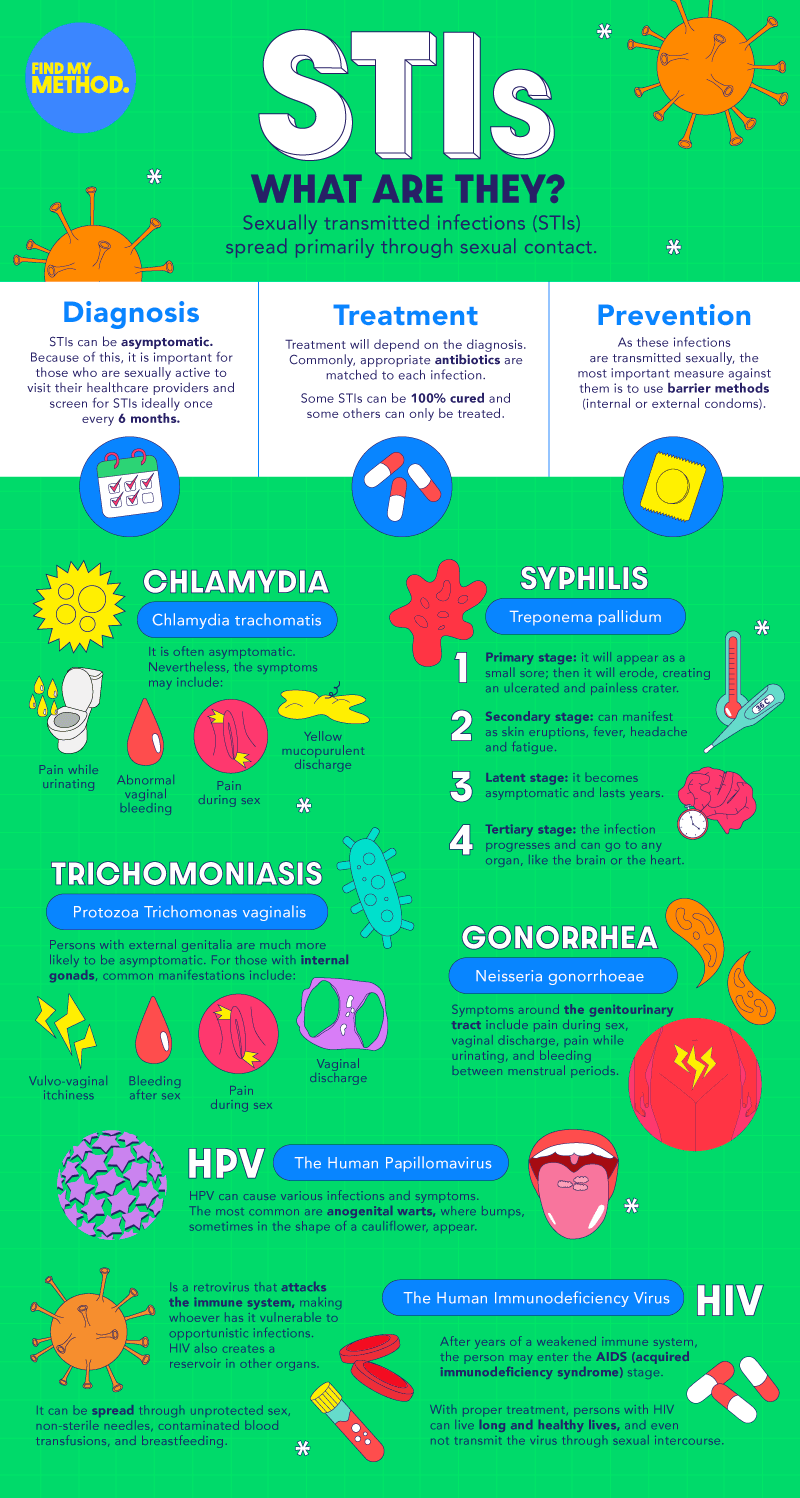 FIND MY
METHOD.
STIs
WHAT ARE THEY?
Sexually transmitted infections (STIs)
spread primarily through sexual contact.
Diagnosis
STIs can be asymptomatic.
Because of this, it is important for
those who are sexually active to
visit their healthcare providers and
screen for STIs ideally once
every 6 months.
Treatment
Treatment will depend on the diagnosis.
Commonly, appropriate antibiotics are
matched to each infection.
Some STIs can be 100% cured and
some others can only be treated.
Prevention
As these infections
are transmitted sexually, the
most important measure against
them is to use barrier methods
(internal or external condoms).
CHLAMYDIA
Chlamydia trachomatis
It is often asymptomatic.
Nevertheless, the symptoms
may include:
Pain while
urinating
Abnormal
vaginal
bleeding
Pain
during sex
Yellow
mucopurulent
discharge
SYPHILIS
Treponema pallidum
1
Primary stage: it will appear as a
small sore; then it will erode, creating
an ulcerated and painless crater.
2
Secondary stage: can manifest
as skin eruptions, fever, headache
and fatigue.
36°C
3
Latent stage: it becomes
asymptomatic and lasts years.
4
Tertiary stage: the infection
progresses and can go to any
organ, like the brain or the heart.
TRICHOMONIASIS
Protozoa Trichomonas vaginalis
Persons with external genitalia are much more
likely to be asymptomatic. For those with internal
gonads, common manifestations include:
Vulvo-vaginal
itchiness
Bleeding
after sex
Pain
during sex
Vaginal
discharge
GONORRHEA
Neisseria gonorrhoeae
Symptoms around the genitourinary
tract include pain during sex,
vaginal discharge, pain while
urinating, and bleeding
between menstrual periods.
HPV
The Human Papillomavirus
HPV can cause various infections and symptoms.
The most common are anogenital warts, where bumps,
sometimes in the shape of a cauliflower, appear.
The Human Immunodeficiency Virus
HIV
Is a retrovirus that attacks
the immune system, making
whoever has it vulnerable to
opportunistic infections.
HIV also creates a
reservoir in other organs.
It can be spread through unprotected sex,
non-sterile needles, contaminated blood
transfusions, and breastfeeding.
After years of a weakened immune system,
the person may enter the AIDS (acquired
immunodeficiency syndrome) stage.
With proper treatment, persons with HIV
can live long and healthy lives, and even
not transmit the virus through sexual intercourse.